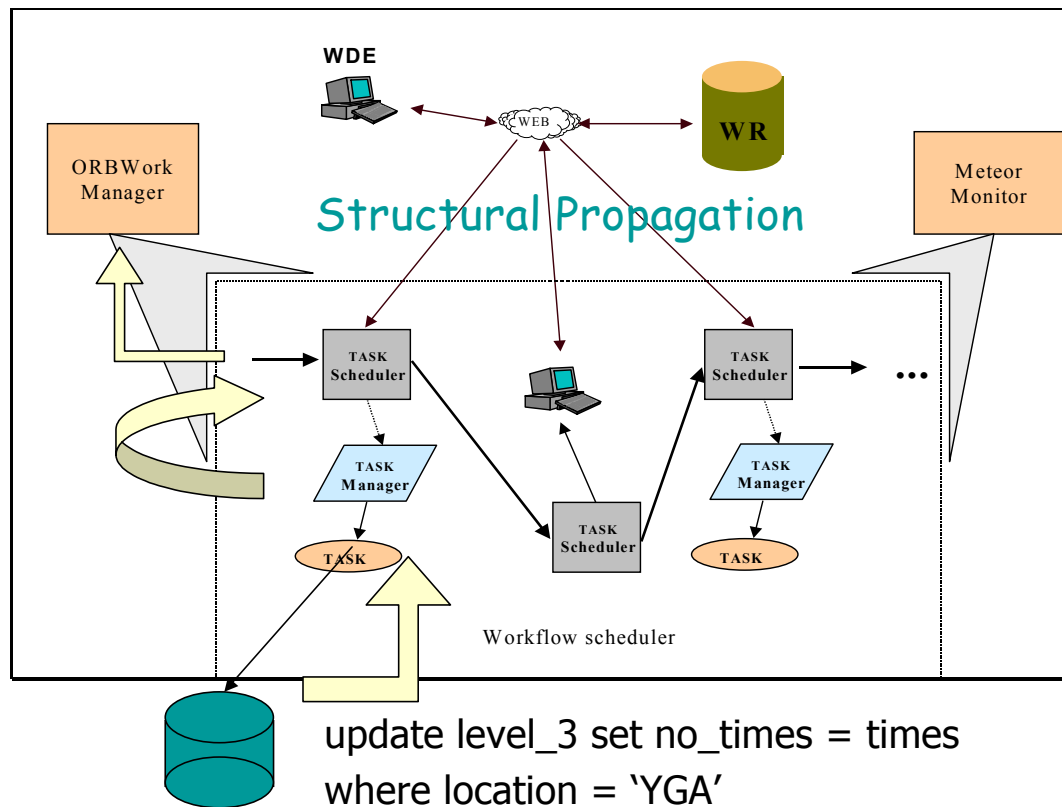 WDE
WEB
WR
ORBWork
Manager
Meteor
Monitor
Structural Propagation
TASK
Scheduler
TASK
Scheduler
...
TASK
Manager
TASK
Manager
TASK
Scheduler
TASK
TASK
Workflow scheduler
update level_3 set no_times = times
where location = ‘YGA’